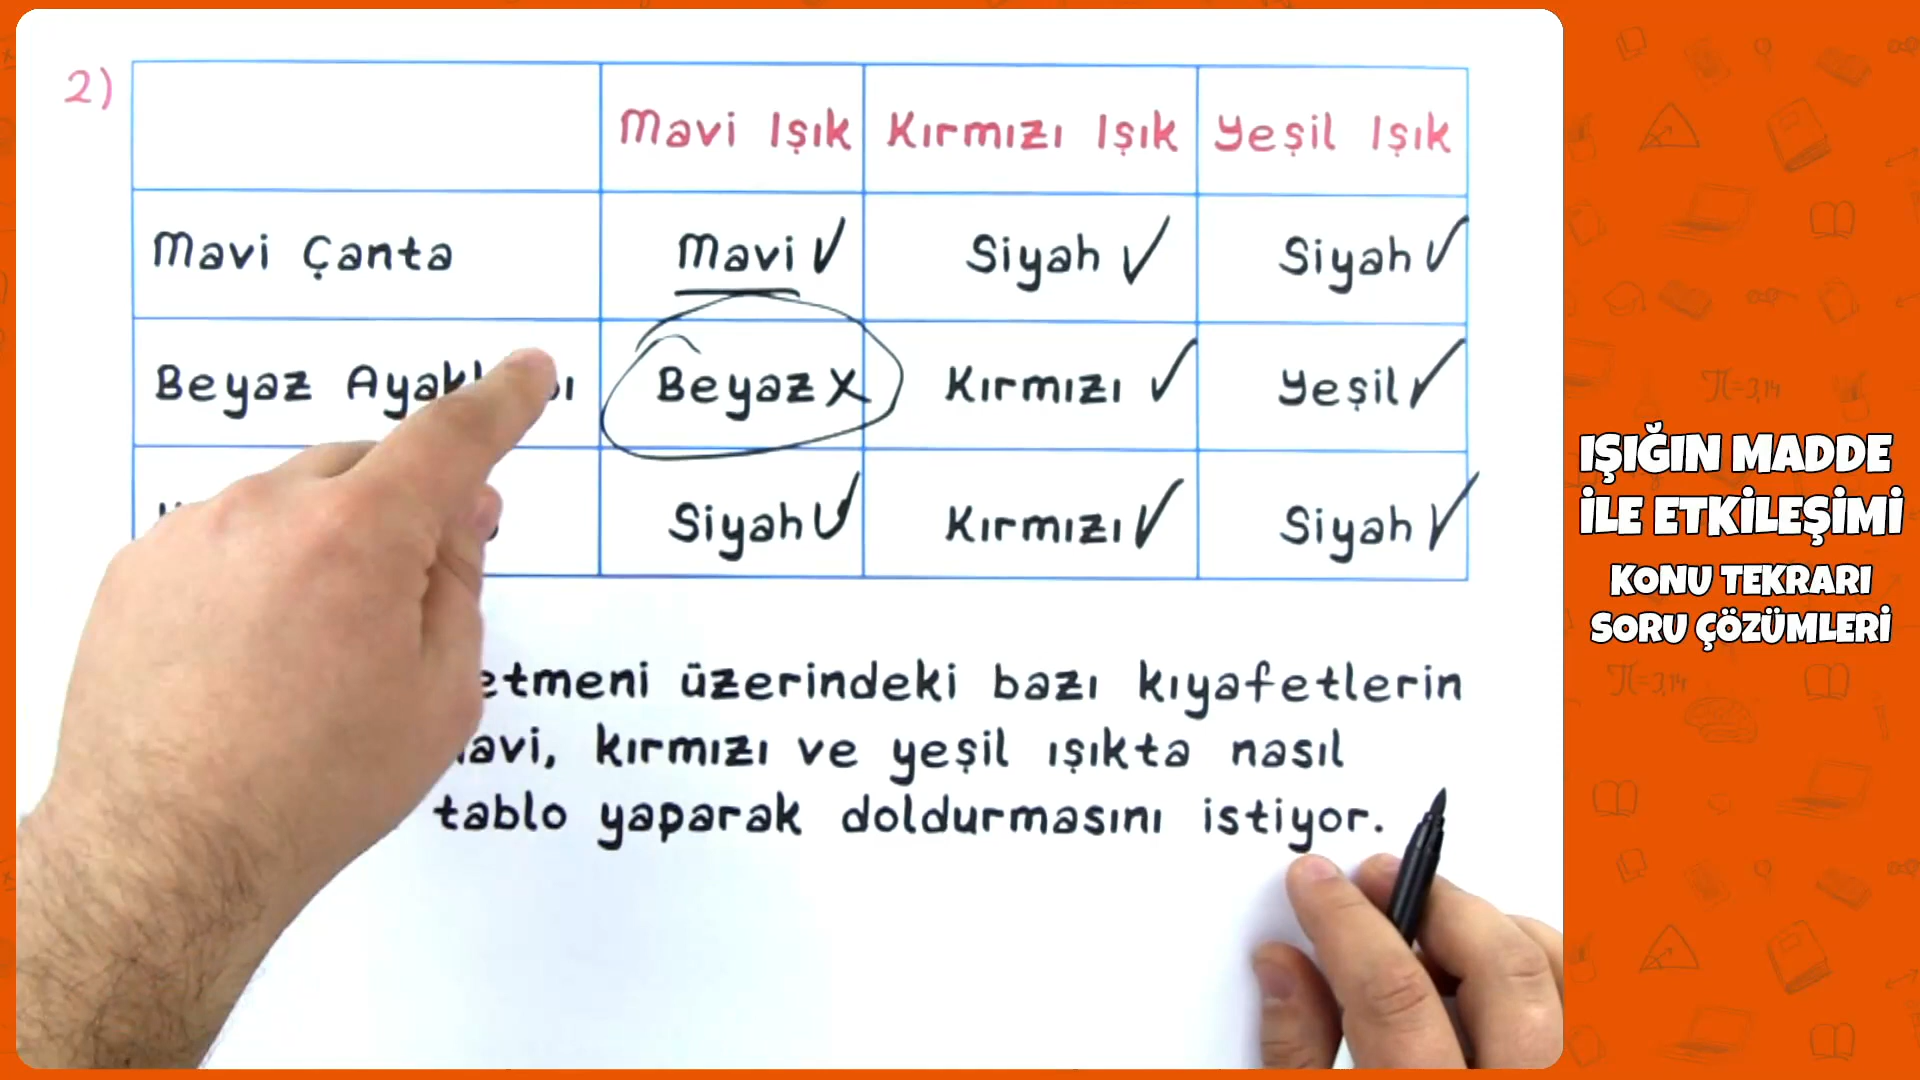 2)
Mavi Işık Kırmızı Işık Yeşil Işık
Mavi Çanta Mavi ✓ Siyah ✓ Siyah ✓
Beyaz Beyaz X Kırmızı ✓ Yeşil ✓
Siyah ✓ Kırmızı ✓ Siyah ✓
üzerindeki bazı kıyafetlerin
kırmızı ve yeşil ışıkta nasıl
tablo yaparak doldurmasını istiyor.
IŞIĞIN MADDE
İLE ETKİLEŞİMİ
KONU TEKRARI
SORU ÇÖZÜMLERİ